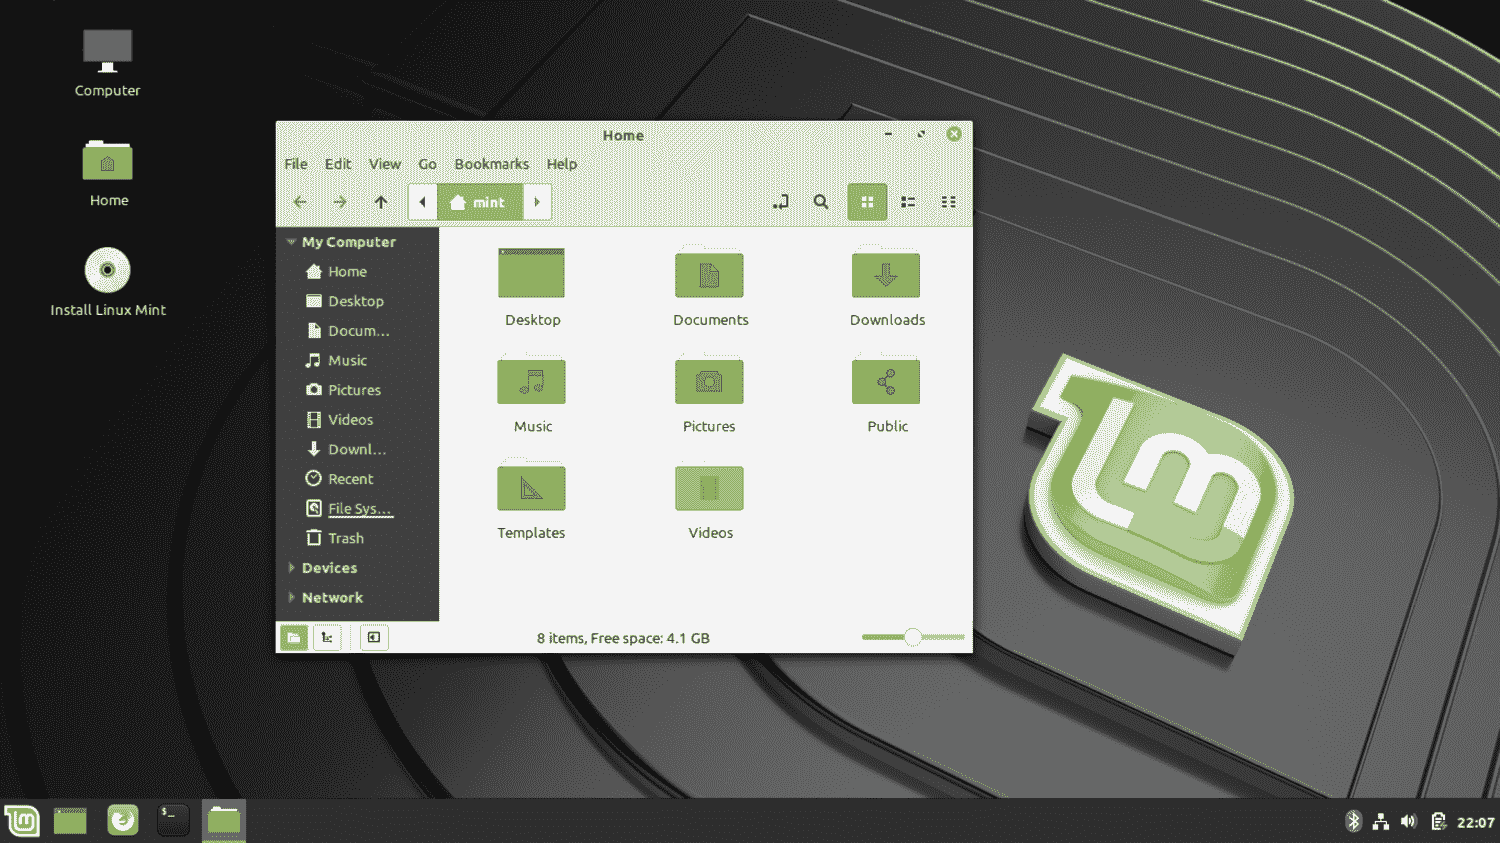 Computer
Home
Install Linux Mint
Home
File Edit View Go Bookmarks Help
mint
My Computer
Home
Desktop
Docum...
Music
Pictures
Videos
Downl...
Recent
File Sys...
Trash
Devices
Network
Desktop Documents Downloads
Music Pictures Public
Templates Videos
8 items, Free space: 4.1 GB
$_
22:07